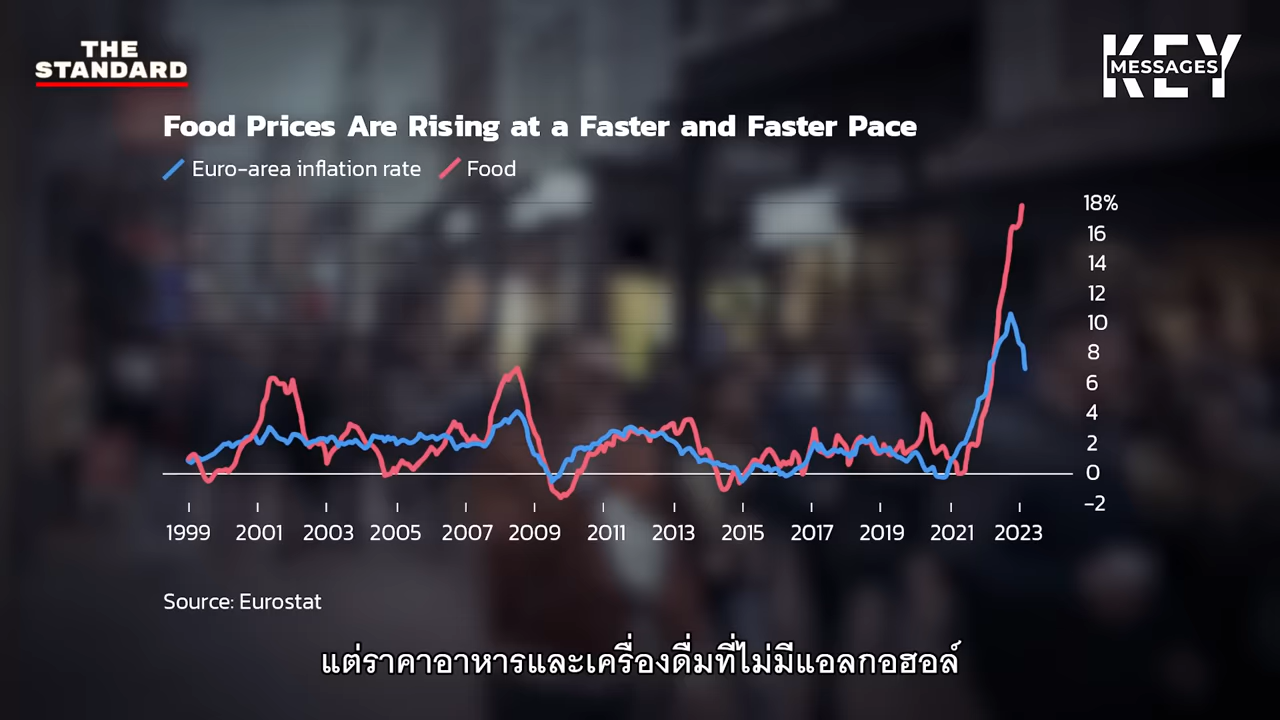 THE
STANDARD
KEY
MESSAGES
Food Prices Are Rising at a Faster and Faster Pace
Euro-area inflation rate Food
18%
16
14
12
10
8
6
4
2
0
-2
1999 2001 2003 2005 2007 2009 2011 2013 2015 2017 2019 2021 2023
Source: Eurostat
แต่ราคาอาหารและเครื่องดื่มที่ไม่มีแอลกอฮอล์